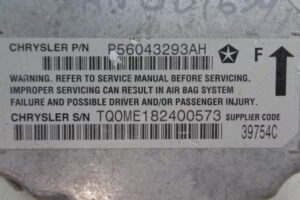 CHRYSLER P/N P56043293AH F
WARNING. REFER TO SERVICE MANUAL BEFORE SERVICING.
IMPROPER SERVICING CAN RESULT IN AIR BAG SYSTEM
FAILURE AND POSSIBLE DRIVER AND/OR PASSENGER INJURY.
CHRYSLER S/N TQ0ME182400573 SUPPLIER CODE
39754C